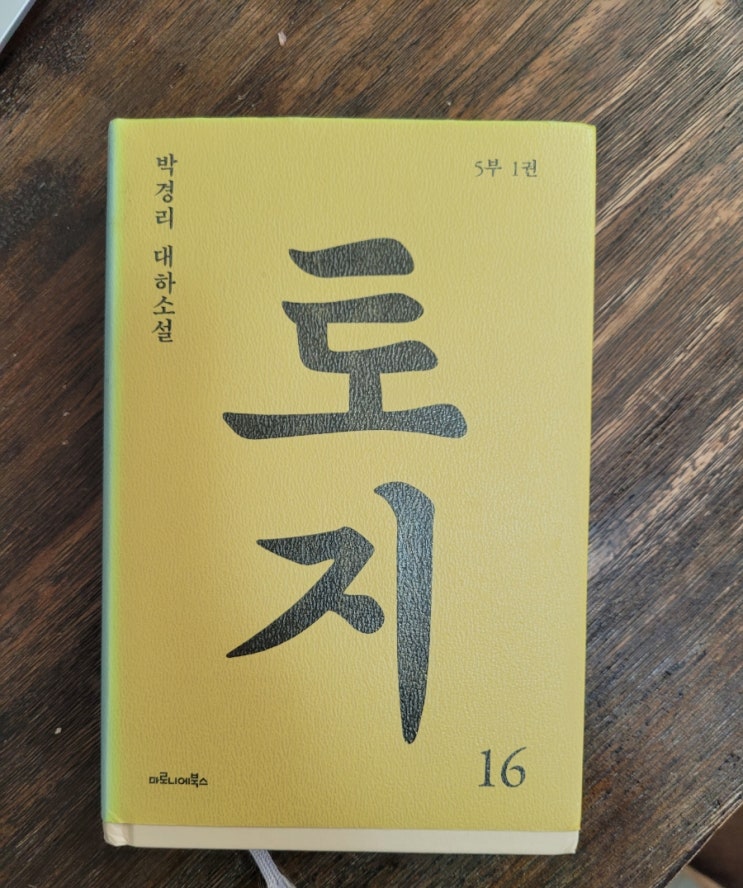 박경리 대하소설
5부 1권
토지
16
마로니에북스